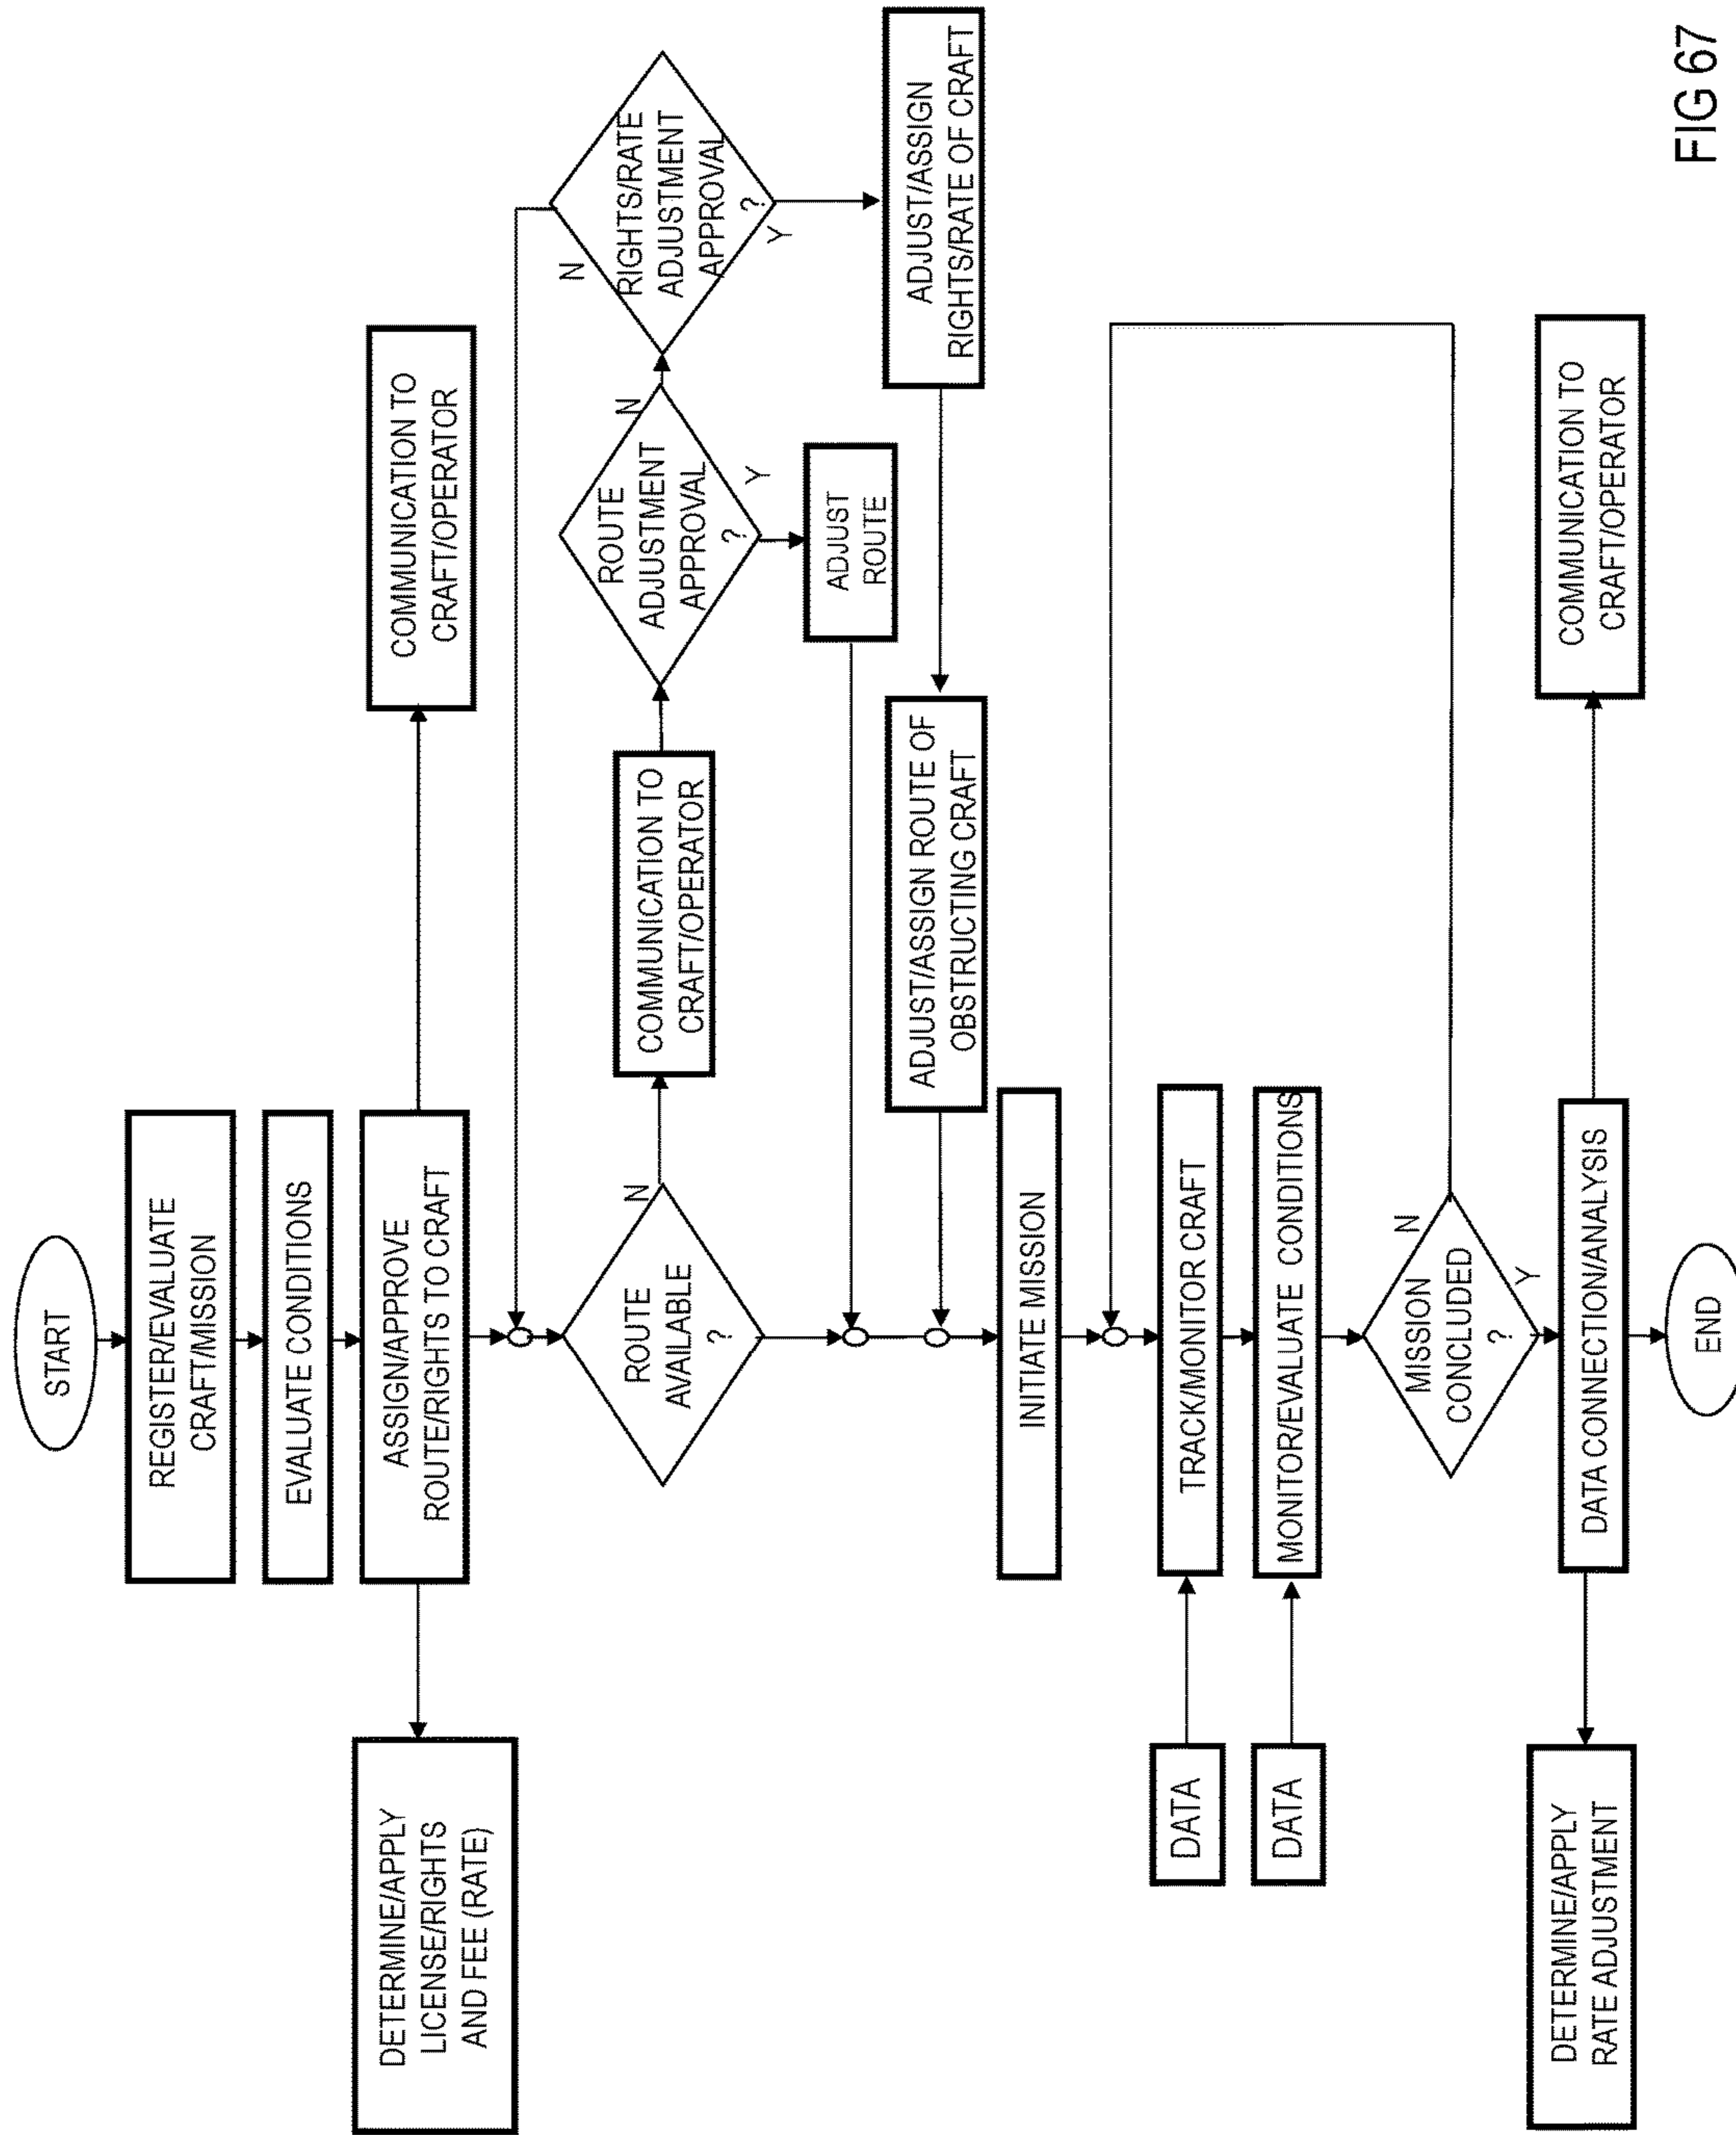 START
REGISTER/EVALUATE
CRAFT/MISSION
EVALUATE CONDITIONS
DETERMINE/APPLY
LICENSE/RIGHTS
AND FEE (RATE)
ASSIGN/APPROVE
ROUTE/RIGHTS TO CRAFT
COMMUNICATION TO
CRAFT/OPERATOR
ROUTE
AVAILABLE
?
N
COMMUNICATION TO
CRAFT/OPERATOR
ROUTE
ADJUSTMENT
APPROVAL
?
N
Y
RIGHTS/RATE
ADJUSTMENT
APPROVAL
?
N
Y
ADJUST
ROUTE
ADJUST/ASSIGN ROUTE OF
OBSTRUCTING CRAFT
ADJUST/ASSIGN
RIGHTS/RATE OF CRAFT
INITIATE MISSION
DATA
TRACK/MONITOR CRAFT
DATA
MONITOR/EVALUATE CONDITIONS
MISSION
CONCLUDED
?
N
Y
DETERMINE/APPLY
RATE ADJUSTMENT
DATA CONNECTION/ANALYSIS
COMMUNICATION TO
CRAFT/OPERATOR
END
FIG 67